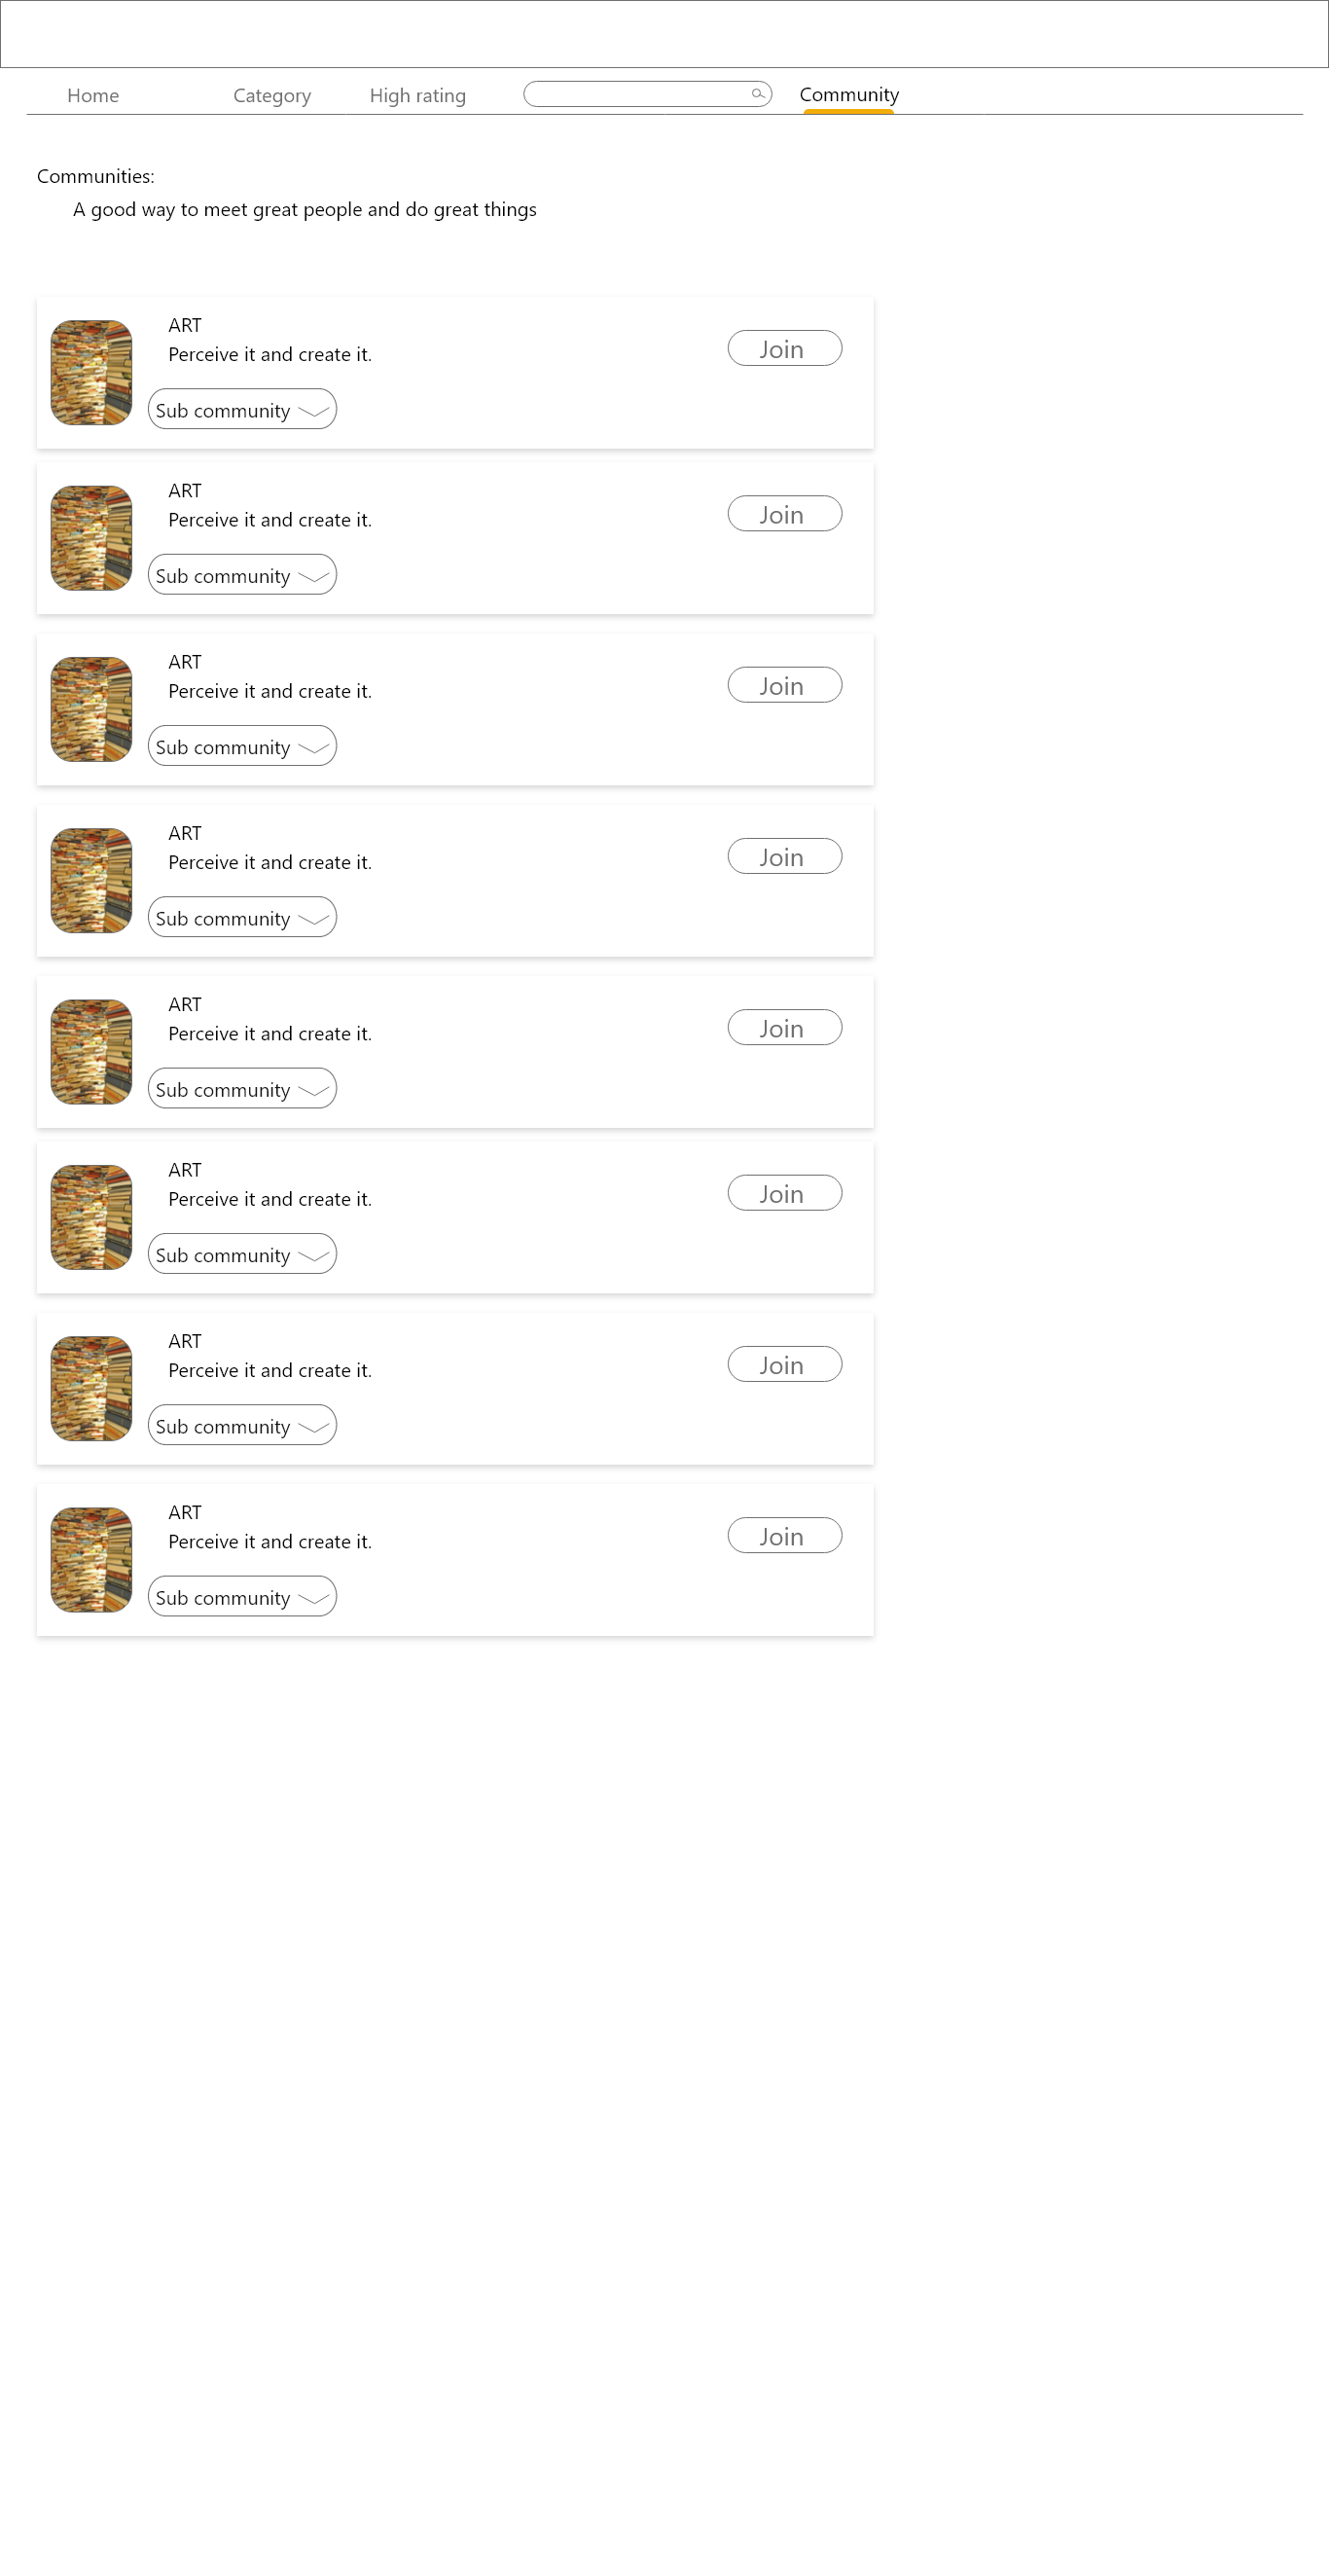 Home Category High rating Community
Communities:
A good way to meet great people and do great things
ART
Perceive it and create it.
Join
Sub community
ART
Perceive it and create it.
Join
Sub community
ART
Perceive it and create it.
Join
Sub community
ART
Perceive it and create it.
Join
Sub community
ART
Perceive it and create it.
Join
Sub community
ART
Perceive it and create it.
Join
Sub community
ART
Perceive it and create it.
Join
Sub community
ART
Perceive it and create it.
Join
Sub community